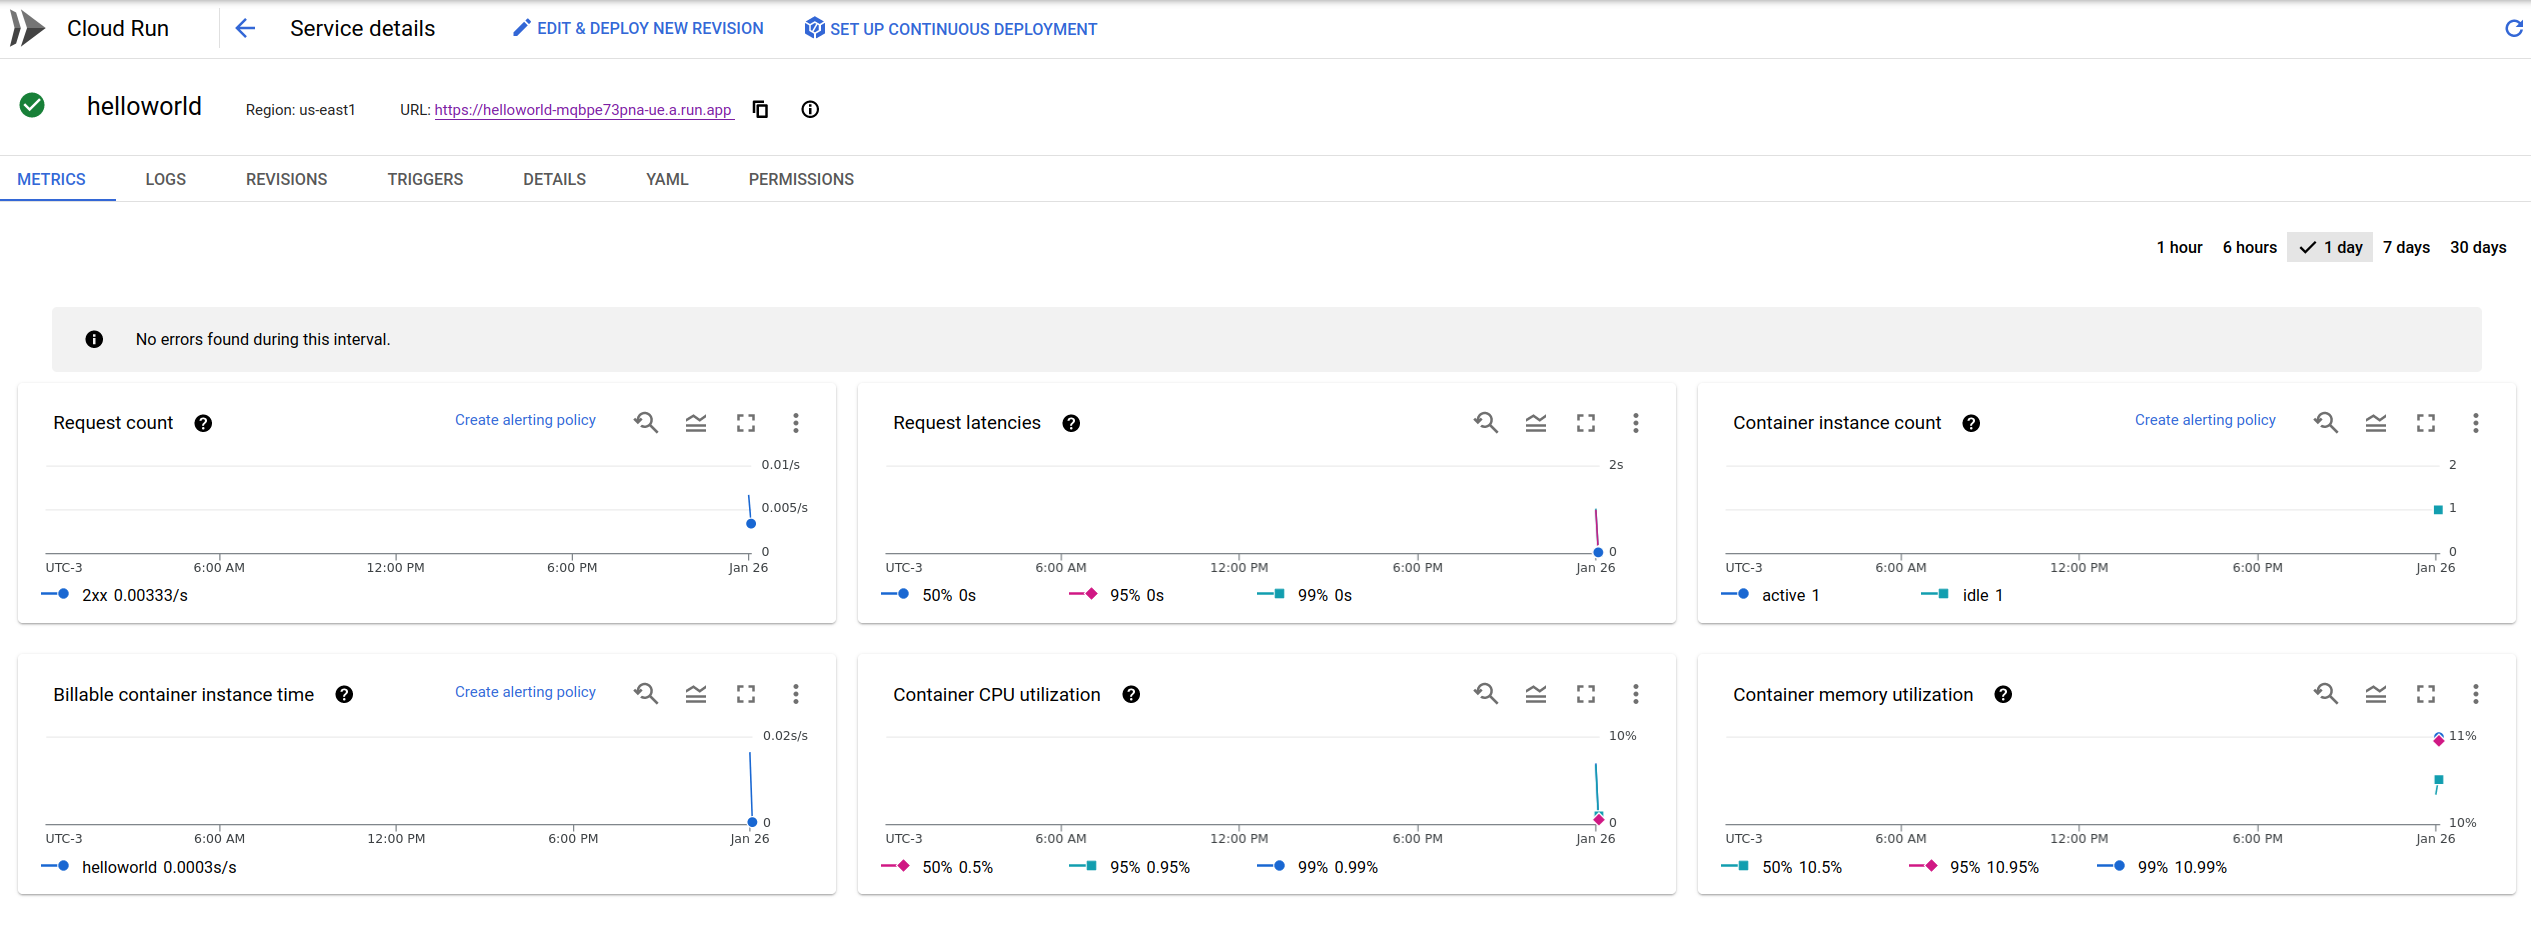 Cloud Run
Service details
EDIT & DEPLOY NEW REVISION
SET UP CONTINUOUS DEPLOYMENT
helloworld
Region: us-east1
URL: https://helloworld-mqbpe73pna-ue.a.run.app
METRICS
LOGS
REVISIONS
TRIGGERS
DETAILS
YAML
PERMISSIONS
1 hour
6 hours
1 day
7 days
30 days
No errors found during this interval.
Request count
Create alerting policy
0.01/s
0.005/s
0
UTC-3
6:00 AM
12:00 PM
6:00 PM
Jan 26
2xx 0.00333/s
Request latencies
2s
0
UTC-3
6:00 AM
12:00 PM
6:00 PM
Jan 26
50% 0s
95% 0s
99% 0s
Container instance count
Create alerting policy
2
1
0
UTC-3
6:00 AM
12:00 PM
6:00 PM
Jan 26
active 1
idle 1
Billable container instance time
Create alerting policy
0.02s/s
0
UTC-3
6:00 AM
12:00 PM
6:00 PM
Jan 26
helloworld 0.0003s/s
Container CPU utilization
10%
0
UTC-3
6:00 AM
12:00 PM
6:00 PM
Jan 26
50% 0.5%
95% 0.95%
99% 0.99%
Container memory utilization
11%
10%
UTC-3
6:00 AM
12:00 PM
6:00 PM
Jan 26
50% 10.5%
95% 10.95%
99% 10.99%